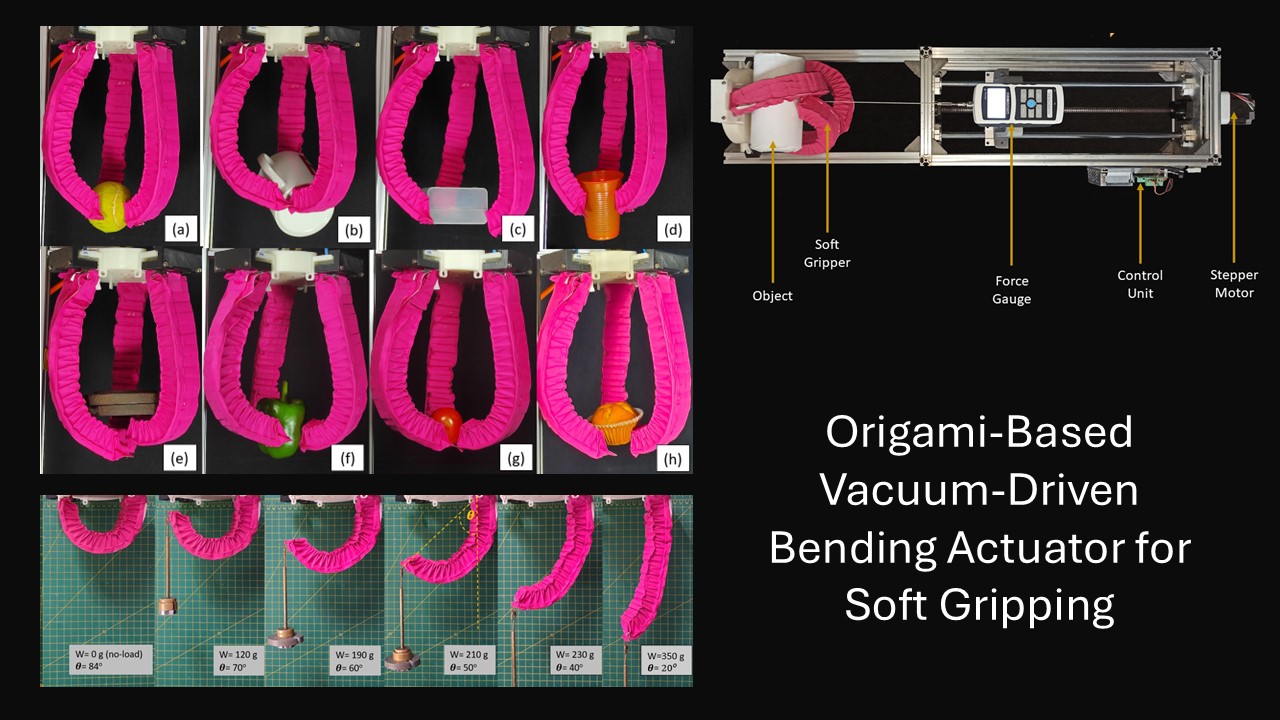 (a)
(b)
(c)
(d)
(e)
(f)
(g)
(h)
θ
W= 0 g (no-load)
θ= 84°
W= 120 g
θ= 70°
W= 190 g
θ= 60°
W= 210 g
θ= 50°
W= 230 g
θ= 40°
W=350 g
θ= 20°
Object
Soft
Gripper
Force
Gauge
Control
Unit
Stepper
Motor
Origami-Based
Vacuum-Driven
Bending Actuator for
Soft Gripping